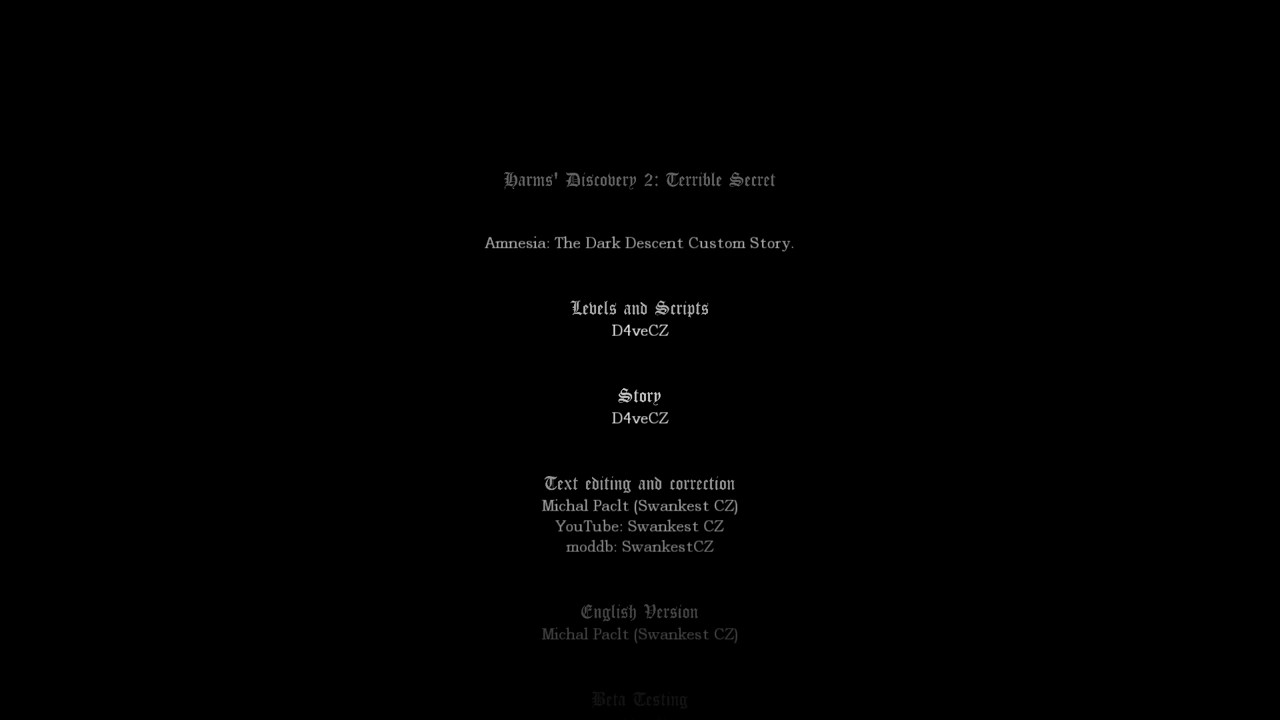 Harms' Discovery 2: Terrible Secret
Amnesia: The Dark Descent Custom Story.
Levels and Scripts
D4veCZ
Story
D4veCZ
Text editing and correction
Michal Paclt (Swankest CZ)
YouTube: Swankest CZ
moddb: SwankestCZ
English Version
Michal Paclt (Swankest CZ)
Beta Testing